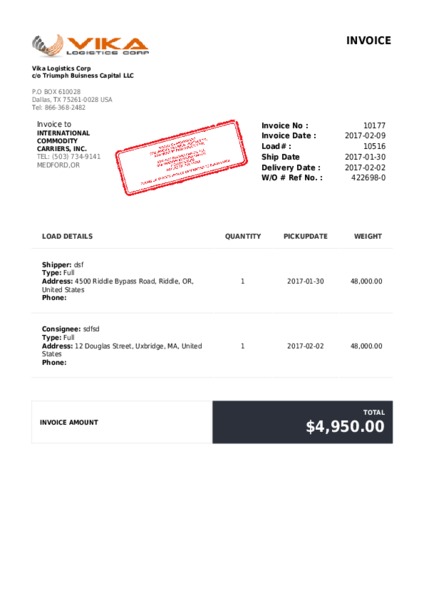 VIKA
LOGISTICS CORP
INVOICE
Vika Logistics Corp
c/o Triumph Buisness Capital LLC
P.O BOX 610028
Dallas, TX 75261-0028 USA
Tel: 866-368-2482
Invoice to
INTERNATIONAL
COMMODITY
CARRIERS, INC.
TEL: (503) 734-9141
MEDFORD,OR
Invoice No : 10177
Invoice Date : 2017-02-09
Load# : 10516
Ship Date 2017-01-30
Delivery Date : 2017-02-02
W/O # Ref No. : 422698-0
LOAD DETAILS QUANTITY PICKUPDATE WEIGHT
Shipper: dsf
Type: Full
Address: 4500 Riddle Bypass Road, Riddle, OR,
United States
Phone:
1 2017-01-30 48,000.00
Consignee: sdfsd
Type: Full
Address: 12 Douglas Street, Uxbridge, MA, United
States
Phone:
1 2017-02-02 48,000.00
INVOICE AMOUNT
TOTAL
$4,950.00